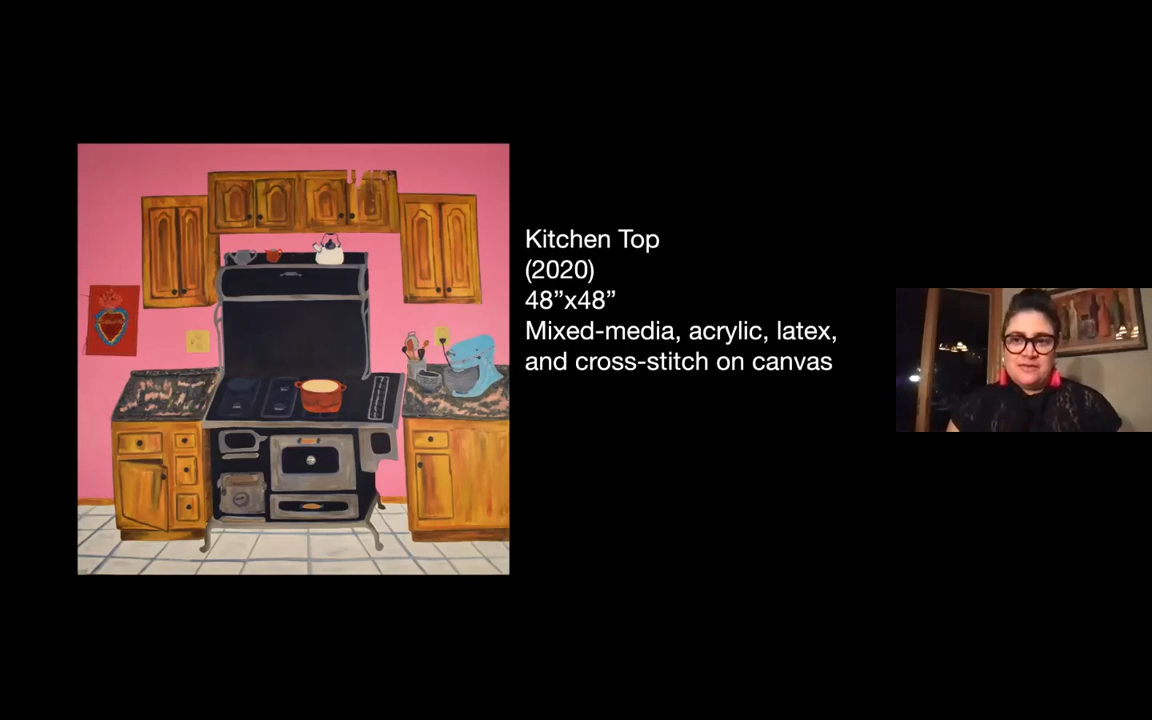 Kitchen Top
(2020)
48”x48”
Mixed-media, acrylic, latex,
and cross-stitch on canvas